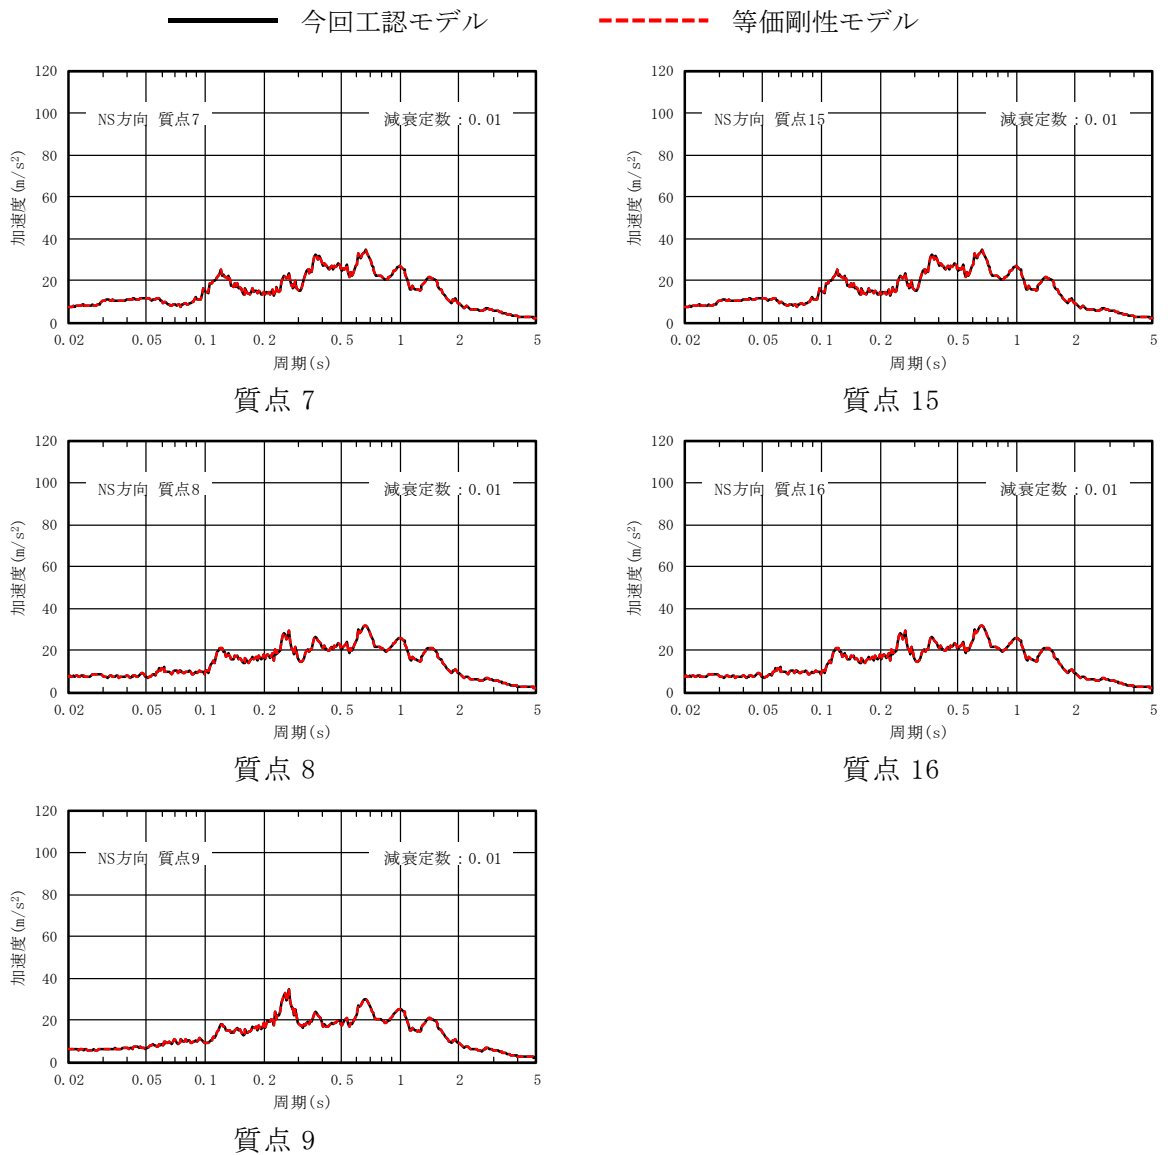 今回工認モデル 等価剛性モデル
120
100
80
60
40
20
0
加速度(m/s²)
NS方向 質点7 減衰定数:0.01
0.02 0.05 0.1 0.2 0.5 1 2 5
周期(s)
質点 7
120
100
80
60
40
20
0
加速度(m/s²)
NS方向 質点15 減衰定数:0.01
0.02 0.05 0.1 0.2 0.5 1 2 5
周期(s)
質点 15
120
100
80
60
40
20
0
加速度(m/s²)
NS方向 質点8 減衰定数:0.01
0.02 0.05 0.1 0.2 0.5 1 2 5
周期(s)
質点 8
120
100
80
60
40
20
0
加速度(m/s²)
NS方向 質点16 減衰定数:0.01
0.02 0.05 0.1 0.2 0.5 1 2 5
周期(s)
質点 16
120
100
80
60
40
20
0
加速度(m/s²)
NS方向 質点9 減衰定数:0.01
0.02 0.05 0.1 0.2 0.5 1 2 5
周期(s)
質点 9